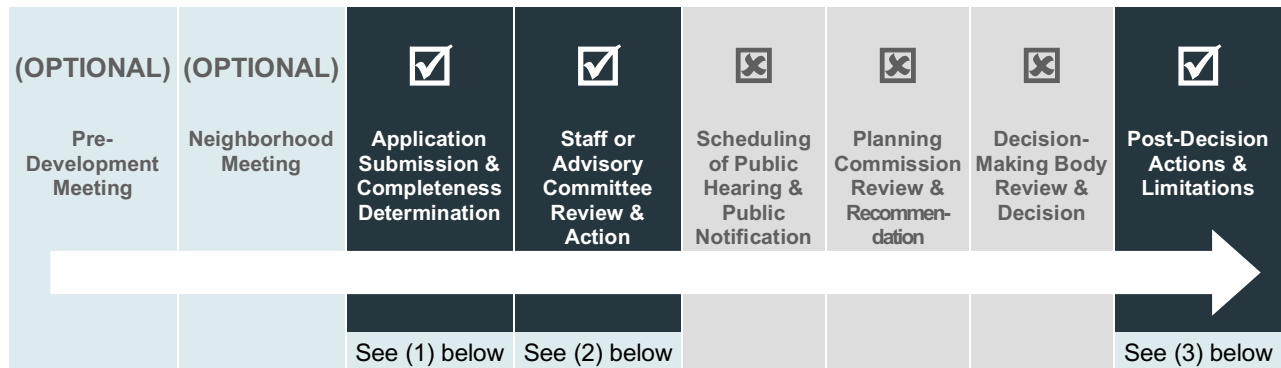 (OPTIONAL)
Pre-
Development
Meeting
(OPTIONAL)
Neighborhood
Meeting
Application
Submission &
Completeness
Determination
See (1) below
Staff or
Advisory
Committee
Review &
Action
See (2) below
Scheduling
of Public
Hearing &
Public
Notification
Planning
Commission
Review &
Recommen-
dation
Decision-
Making Body
Review &
Decision
Post-Decision
Actions &
Limitations
See (3) below